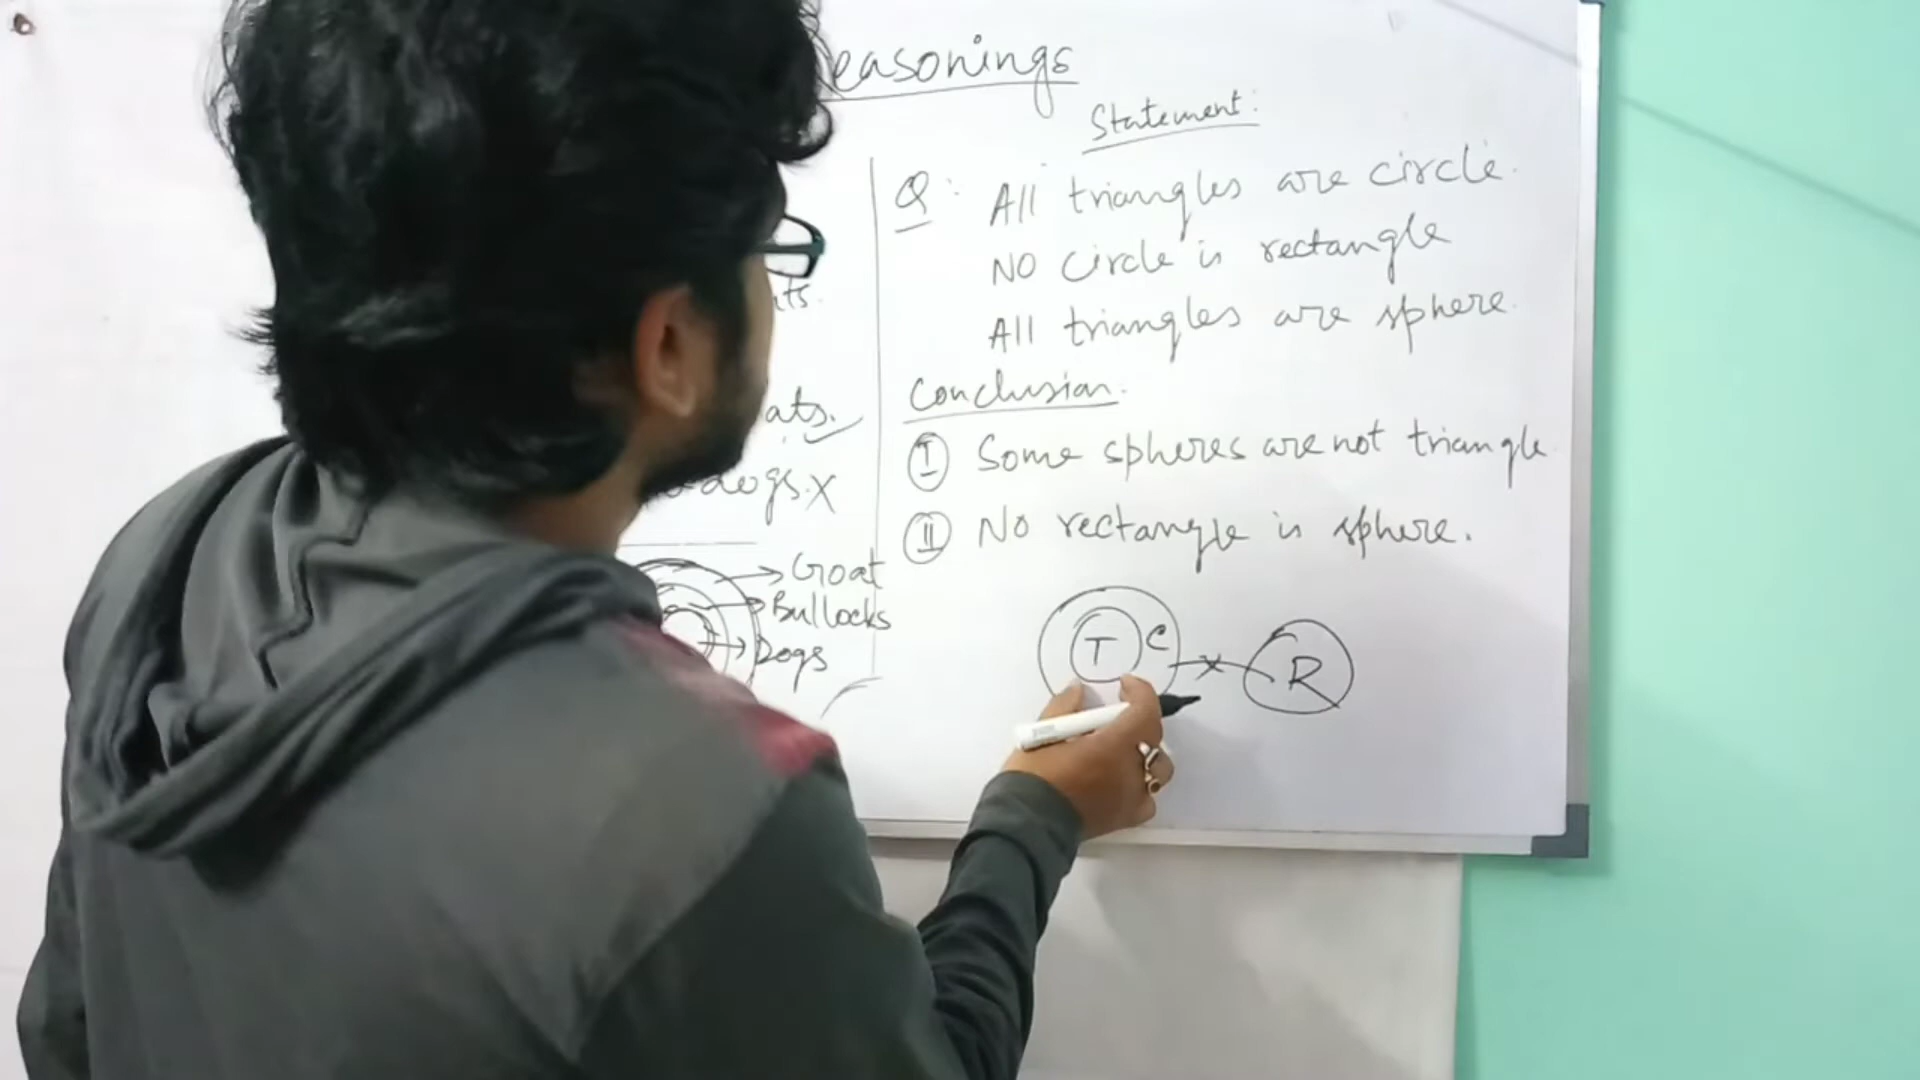 easonings
Statement:
Q: All triangles are circle.
NO circle is rectangle
All triangles are sphere.
Conclusion.
I Some spheres are not triangle
II No rectangle is sphere.
ts.
ats.
dogs. x
Goat
Bullocks
Dogs
T C x R